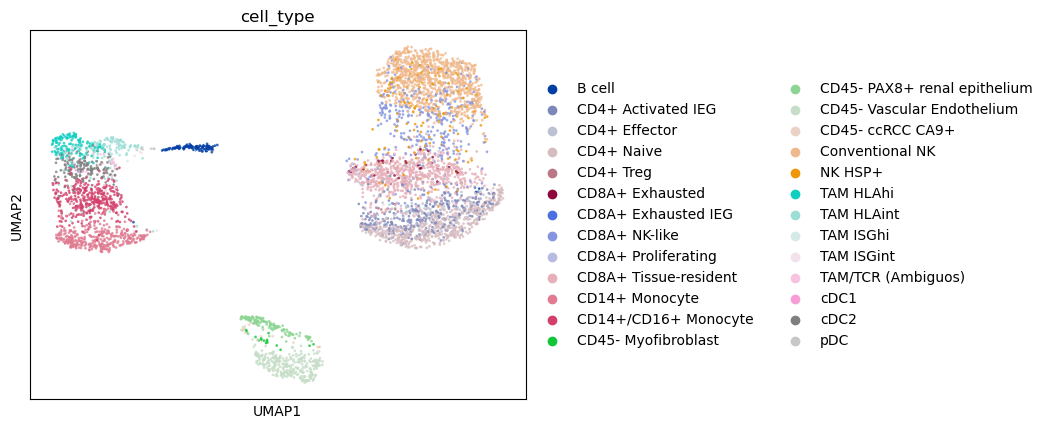 cell_type
UMAP2
UMAP1
B cell
CD4+ Activated IEG
CD4+ Effector
CD4+ Naive
CD4+ Treg
CD8A+ Exhausted
CD8A+ Exhausted IEG
CD8A+ NK-like
CD8A+ Proliferating
CD8A+ Tissue-resident
CD14+ Monocyte
CD14+/CD16+ Monocyte
CD45- Myofibroblast
CD45- PAX8+ renal epithelium
CD45- Vascular Endothelium
CD45- ccRCC CA9+
Conventional NK
NK HSP+
TAM HLAhi
TAM HLAint
TAM ISGhi
TAM ISGint
TAM/TCR (Ambiguos)
cDC1
cDC2
pDC